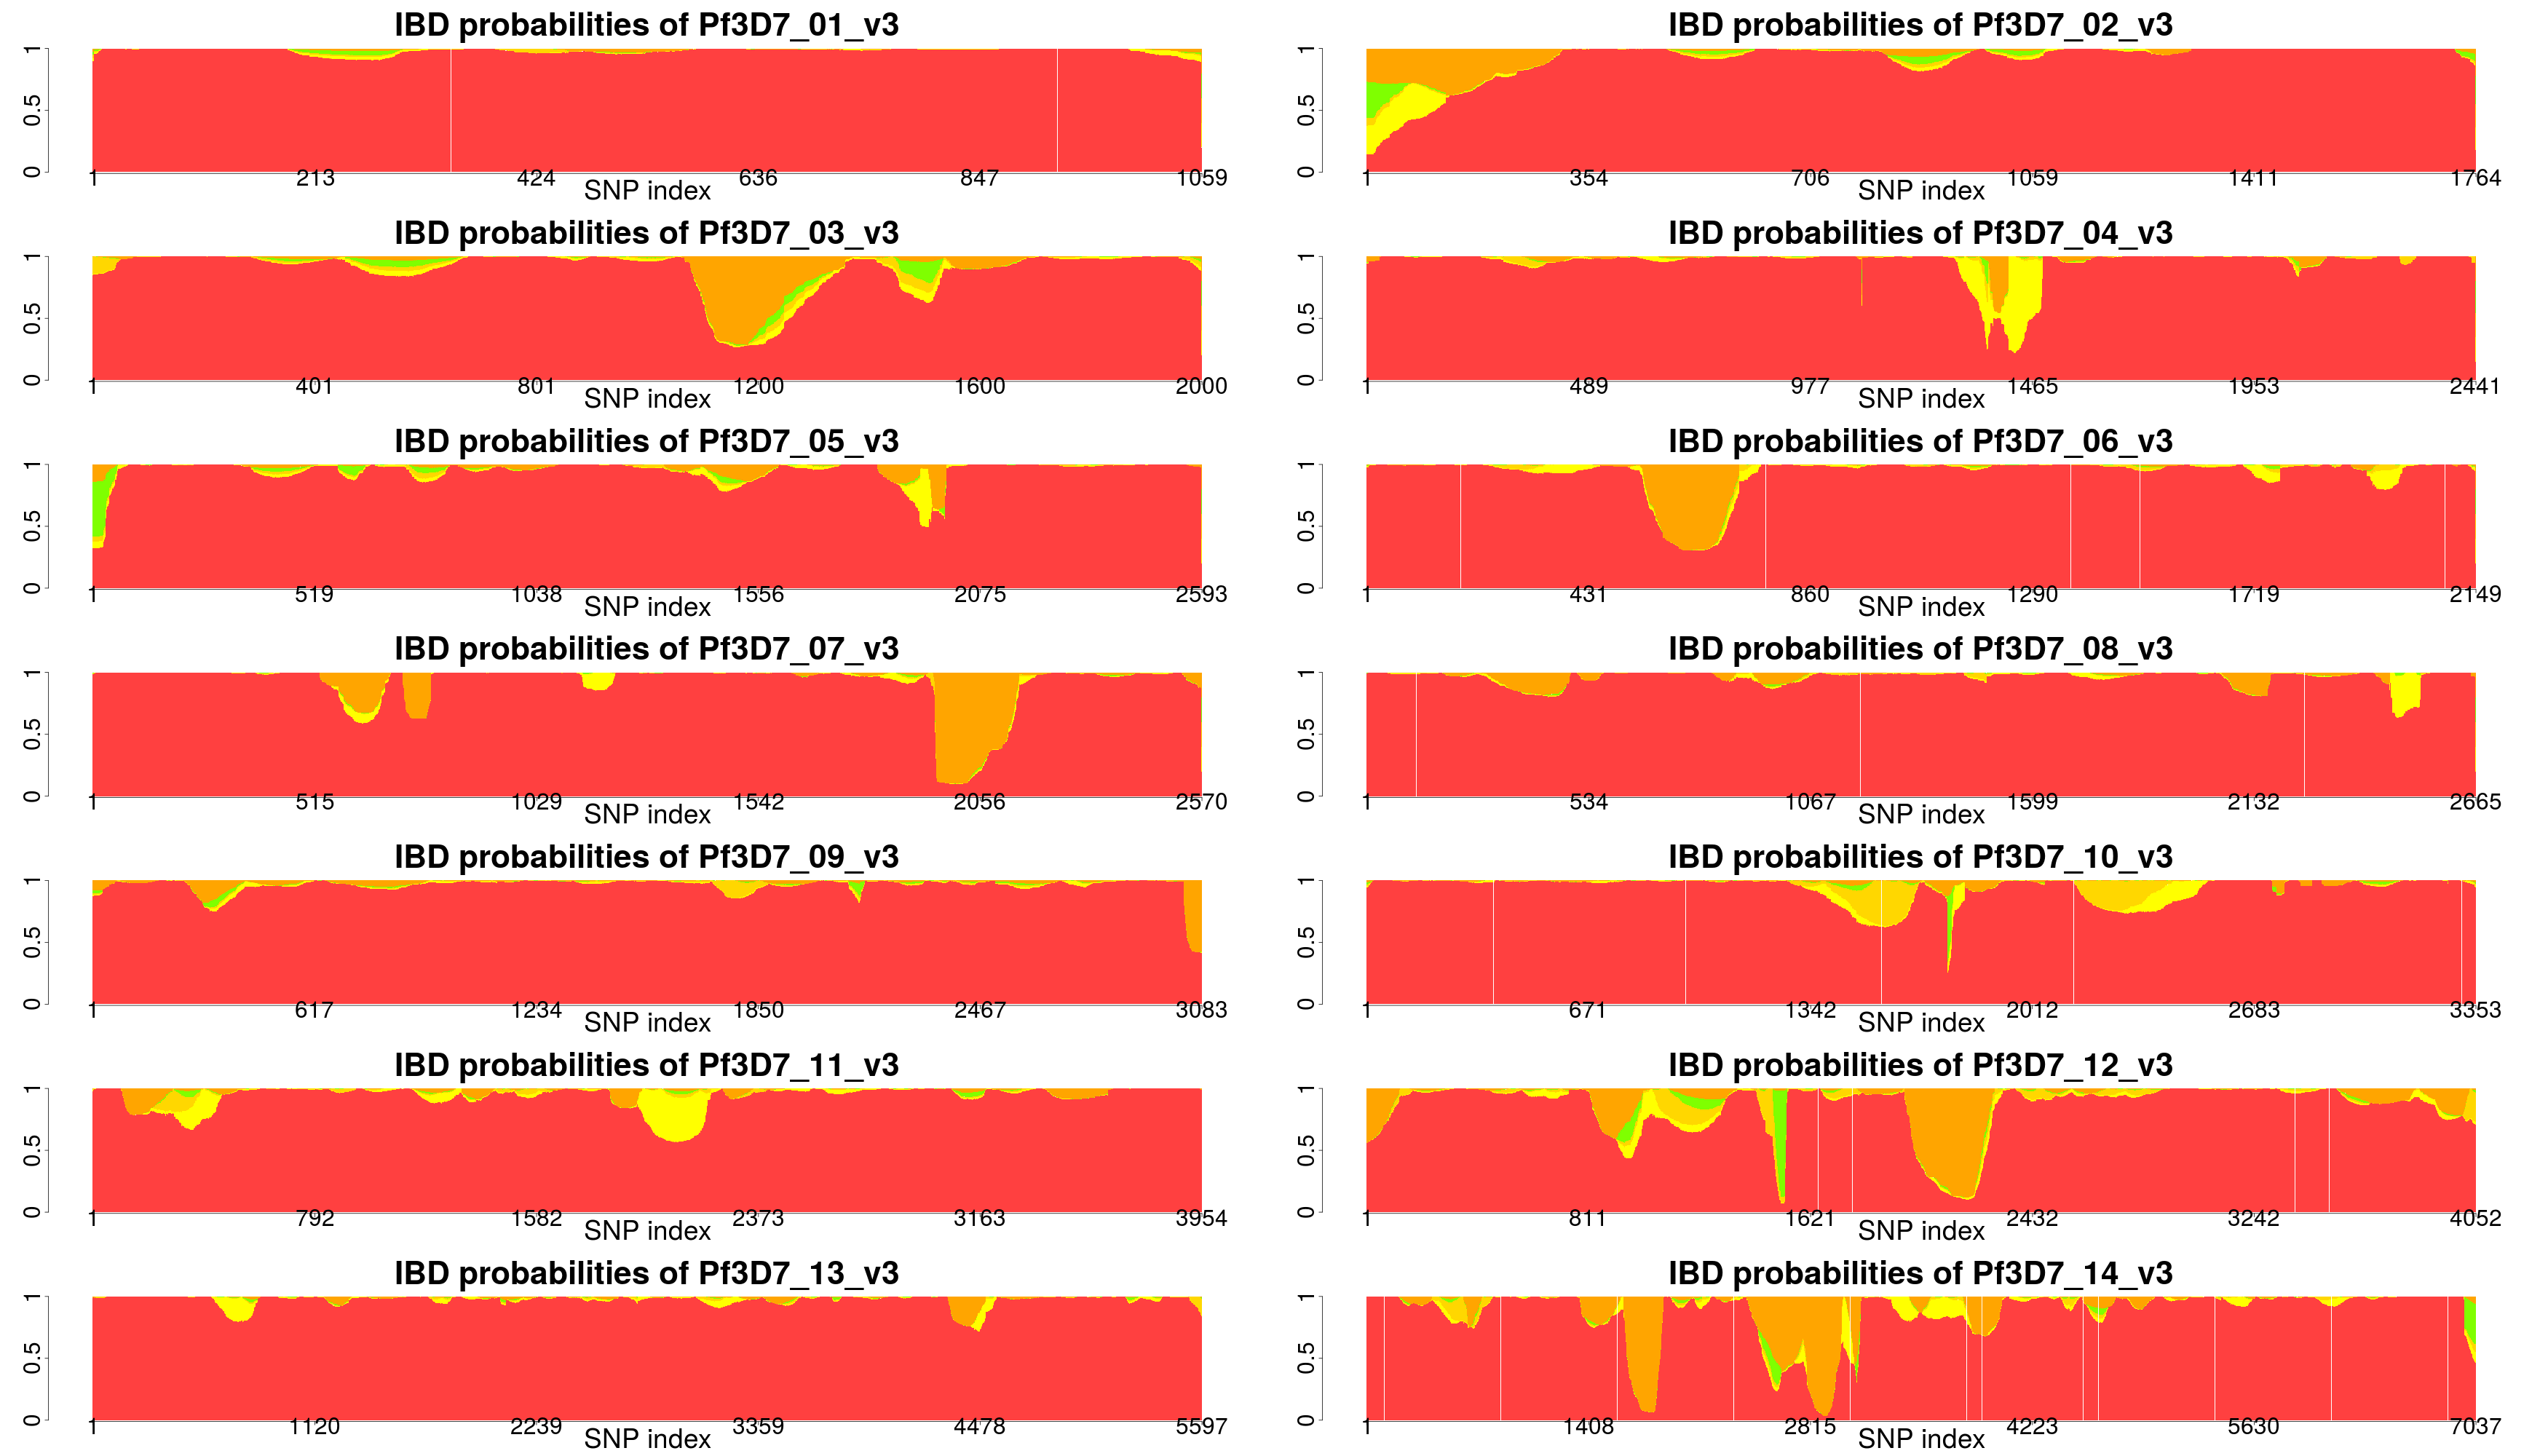 IBD probabilities of Pf3D7_01_v3
1
0.5
0
1 213 424 636 847 1059
SNP index
IBD probabilities of Pf3D7_02_v3
1
0.5
0
1 354 706 1059 1411 1764
SNP index
IBD probabilities of Pf3D7_03_v3
1
0.5
0
1 401 801 1200 1600 2000
SNP index
IBD probabilities of Pf3D7_04_v3
1
0.5
0
1 489 977 1465 1953 2441
SNP index
IBD probabilities of Pf3D7_05_v3
1
0.5
0
1 519 1038 1556 2075 2593
SNP index
IBD probabilities of Pf3D7_06_v3
1
0.5
0
1 431 860 1290 1719 2149
SNP index
IBD probabilities of Pf3D7_07_v3
1
0.5
0
1 515 1029 1542 2056 2570
SNP index
IBD probabilities of Pf3D7_08_v3
1
0.5
0
1 534 1067 1599 2132 2665
SNP index
IBD probabilities of Pf3D7_09_v3
1
0.5
0
1 617 1234 1850 2467 3083
SNP index
IBD probabilities of Pf3D7_10_v3
1
0.5
0
1 671 1342 2012 2683 3353
SNP index
IBD probabilities of Pf3D7_11_v3
1
0.5
0
1 792 1582 2373 3163 3954
SNP index
IBD probabilities of Pf3D7_12_v3
1
0.5
0
1 811 1621 2432 3242 4052
SNP index
IBD probabilities of Pf3D7_13_v3
1
0.5
0
1 1120 2239 3359 4478 5597
SNP index
IBD probabilities of Pf3D7_14_v3
1
0.5
0
1 1408 2815 4223 5630 7037
SNP index